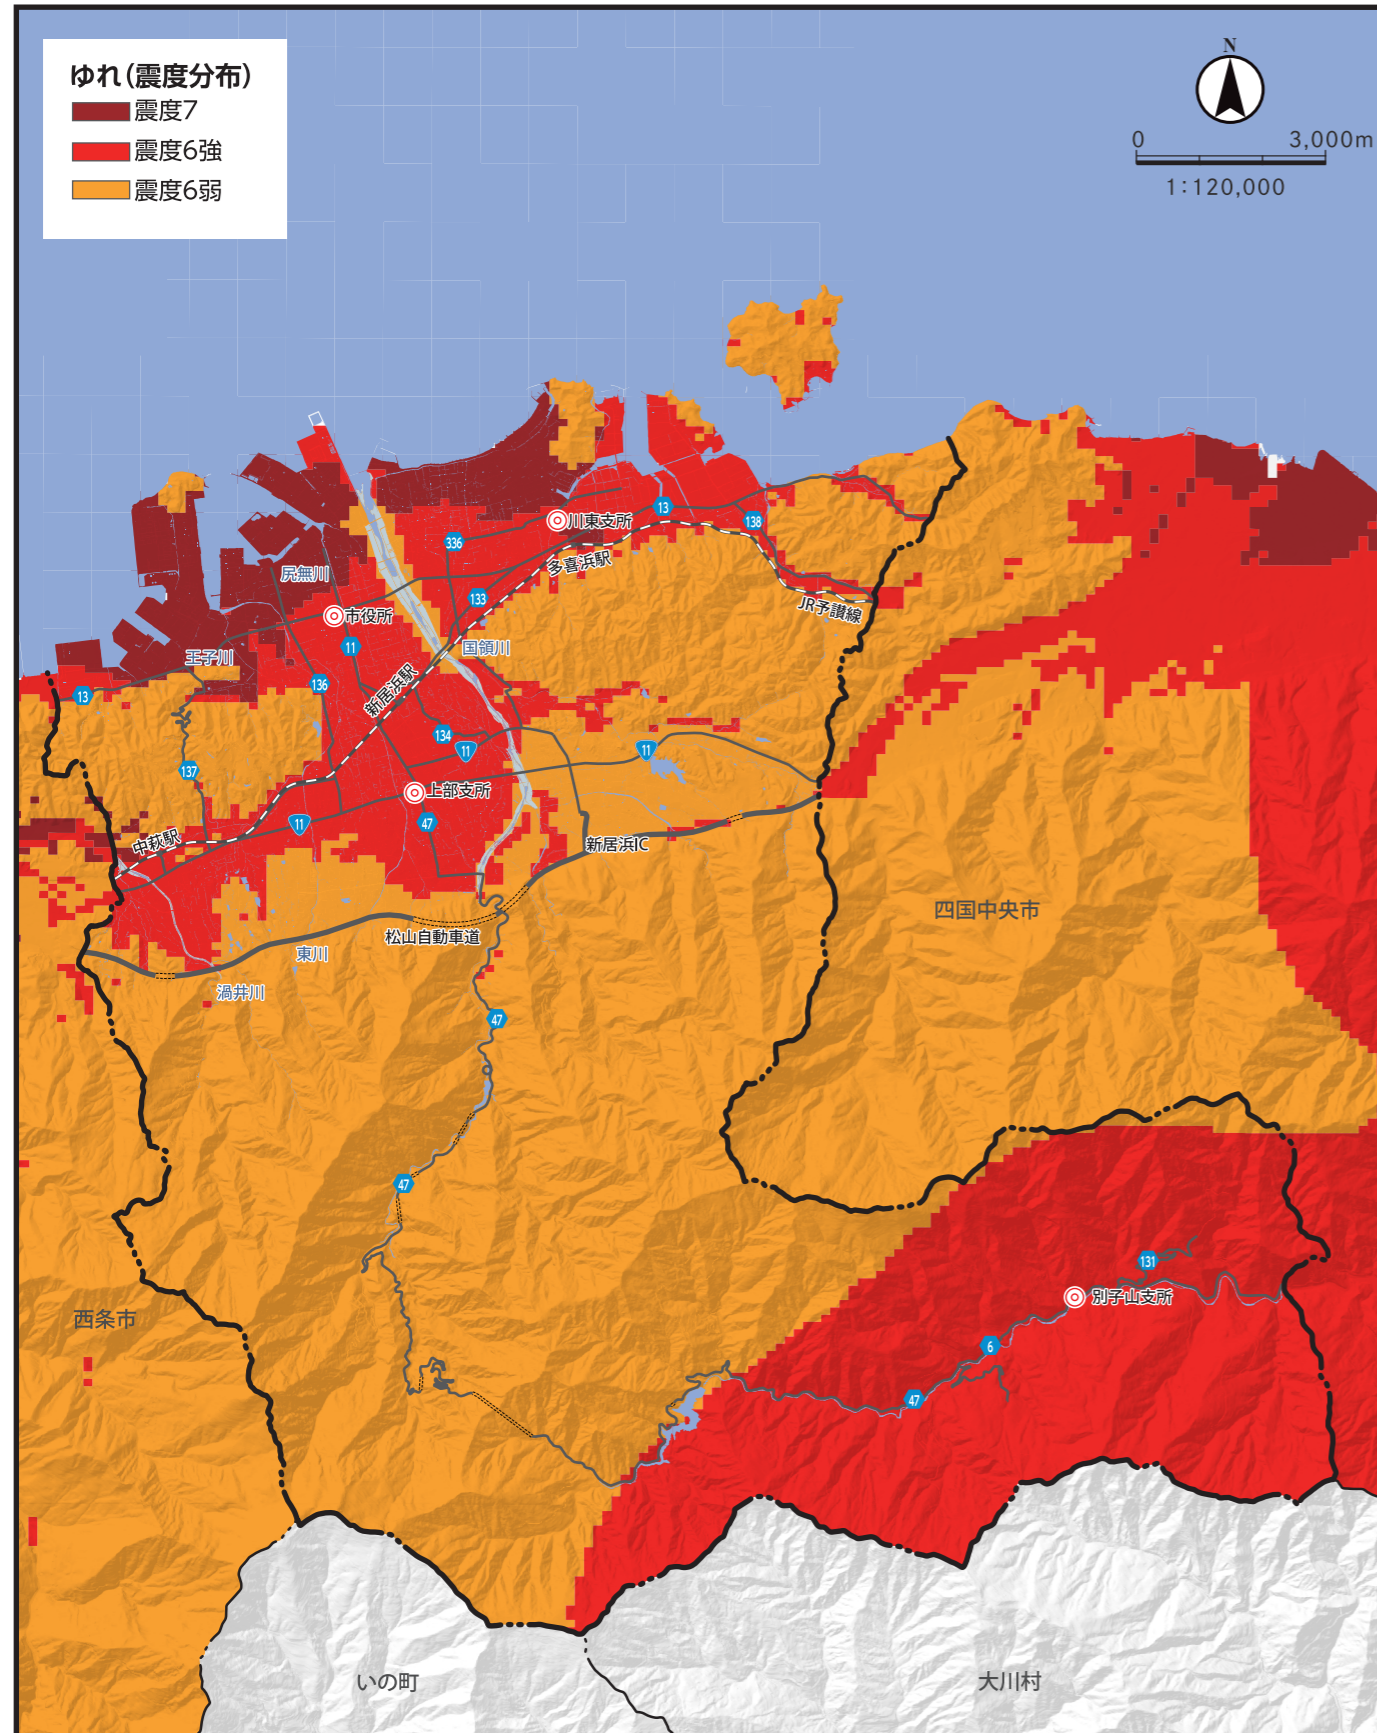 ゆれ(震度分布)
震度7
震度6強
震度6弱
N
0 3,000m
1:120,000
13
138
川東支所
336
多喜浜駅
尻無川
133
JR予讃線
市役所
11
国領川
王子川
136
新居浜駅
13
134
11
11
137
上部支所
47
11
中萩駅
新居浜IC
四国中央市
松山自動車道
東川
渦井川
47
47
131
別子山支所
西条市
6
47
いの町
大川村